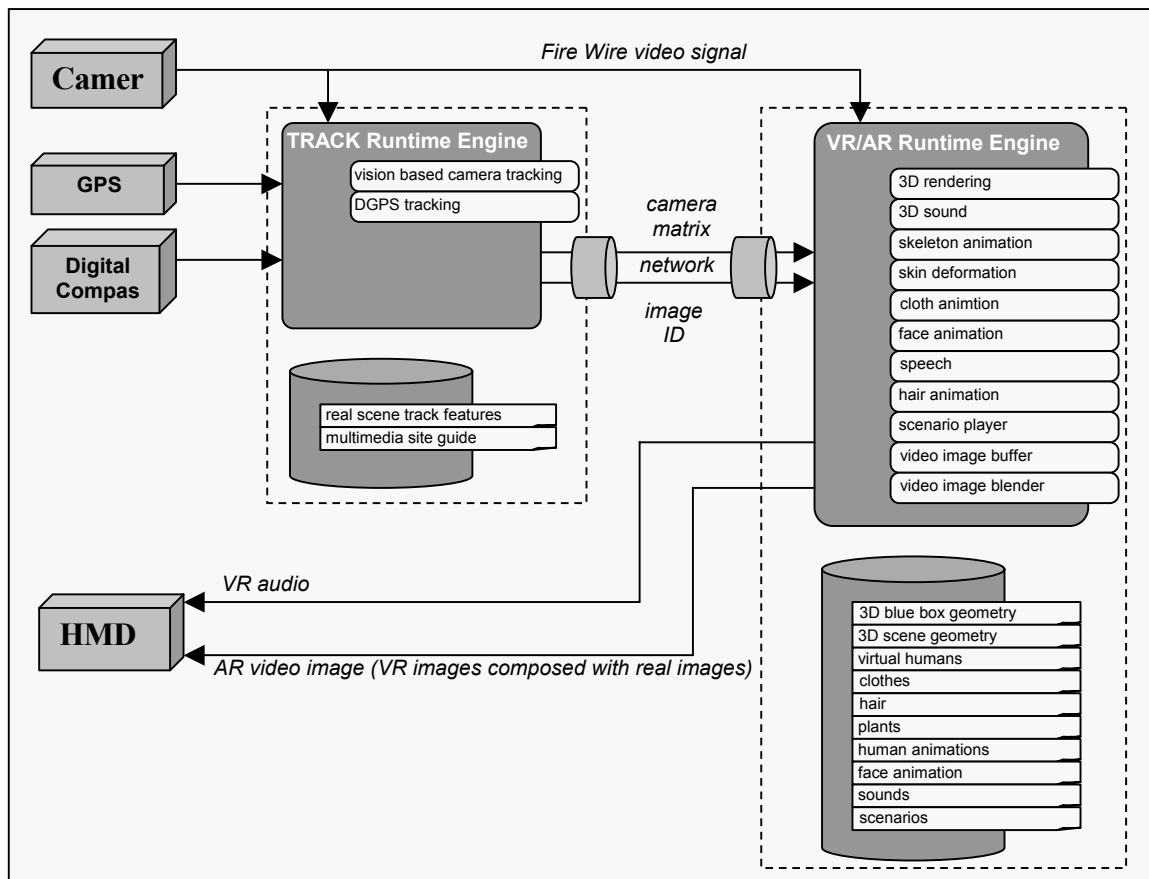 Fire Wire video signal
Camer
TRACK Runtime Engine
vision based camera tracking
DGPS tracking
GPS
Digital
Compas
camera
matrix
network
image
ID
real scene track features
multimedia site guide
VR/AR Runtime Engine
3D rendering
3D sound
skeleton animation
skin deformation
cloth animtion
face animation
speech
hair animation
scenario player
video image buffer
video image blender
VR audio
HMD
AR video image (VR images composed with real images)
3D blue box geometry
3D scene geometry
virtual humans
clothes
hair
plants
human animations
face animation
sounds
scenarios